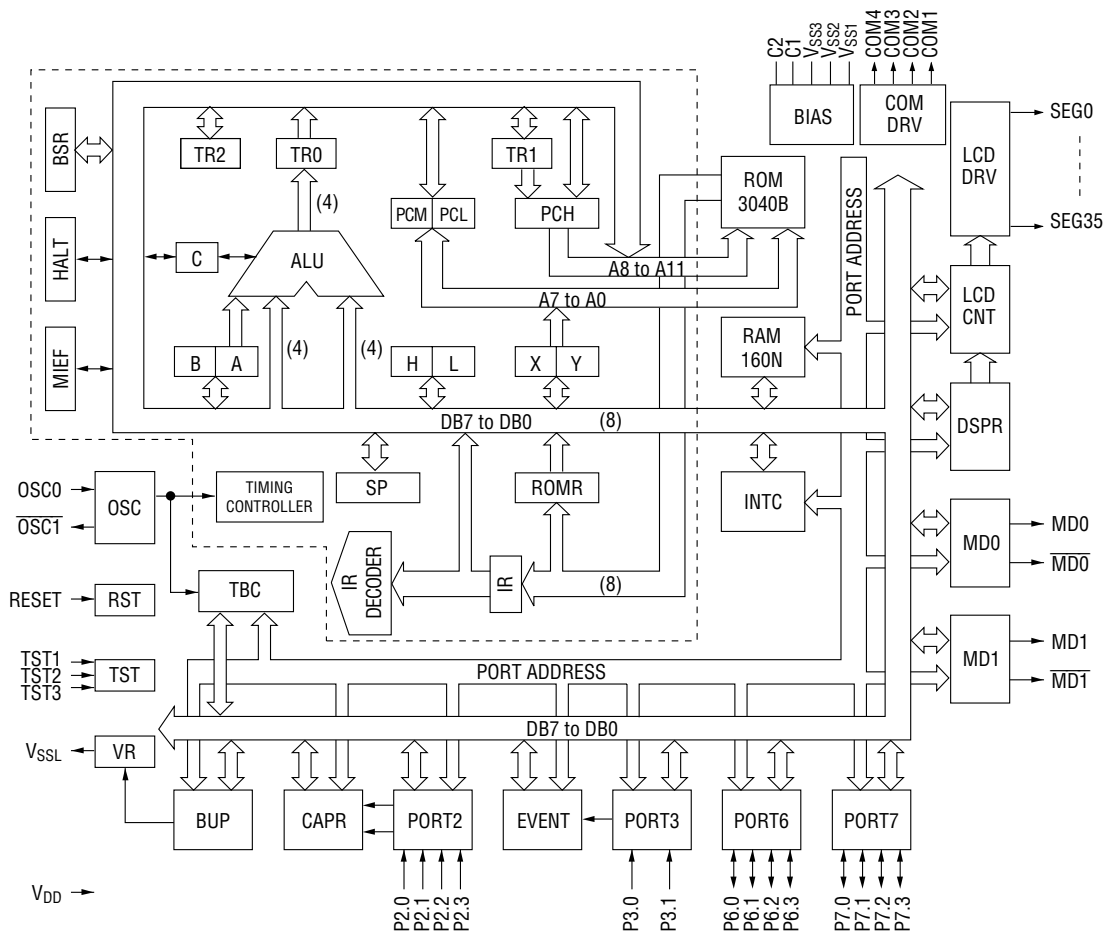 C2
C1
VSS3
VSS2
VSS1
COM4
COM3
COM2
COM1
BSR
HALT
MIEF
TR2
TR0
TR1
(4)
PCM
PCL
PCH
ROM
3040B
BIAS
COM
DRV
LCD
DRV
SEG0
SEG35
C
ALU
A8 to A11
A7 to A0
PORT ADDRESS
LCD
CNT
B
A
(4)
(4)
H
L
X
Y
RAM
160N
DB7 to DB0
(8)
DSPR
OSC0
OSC1
OSC
TIMING
CONTROLLER
SP
ROMR
INTC
MD0
MD0
MD0
IR
DECODER
IR
(8)
TBC
RESET
RST
MD1
MD1
MD1
TST1
TST2
TST3
TST
PORT ADDRESS
VSSL
VR
DB7 to DB0
BUP
CAPR
PORT2
EVENT
PORT3
PORT6
PORT7
VDD
P2.0
P2.1
P2.2
P2.3
P3.0
P3.1
P6.0
P6.1
P6.2
P6.3
P7.0
P7.1
P7.2
P7.3